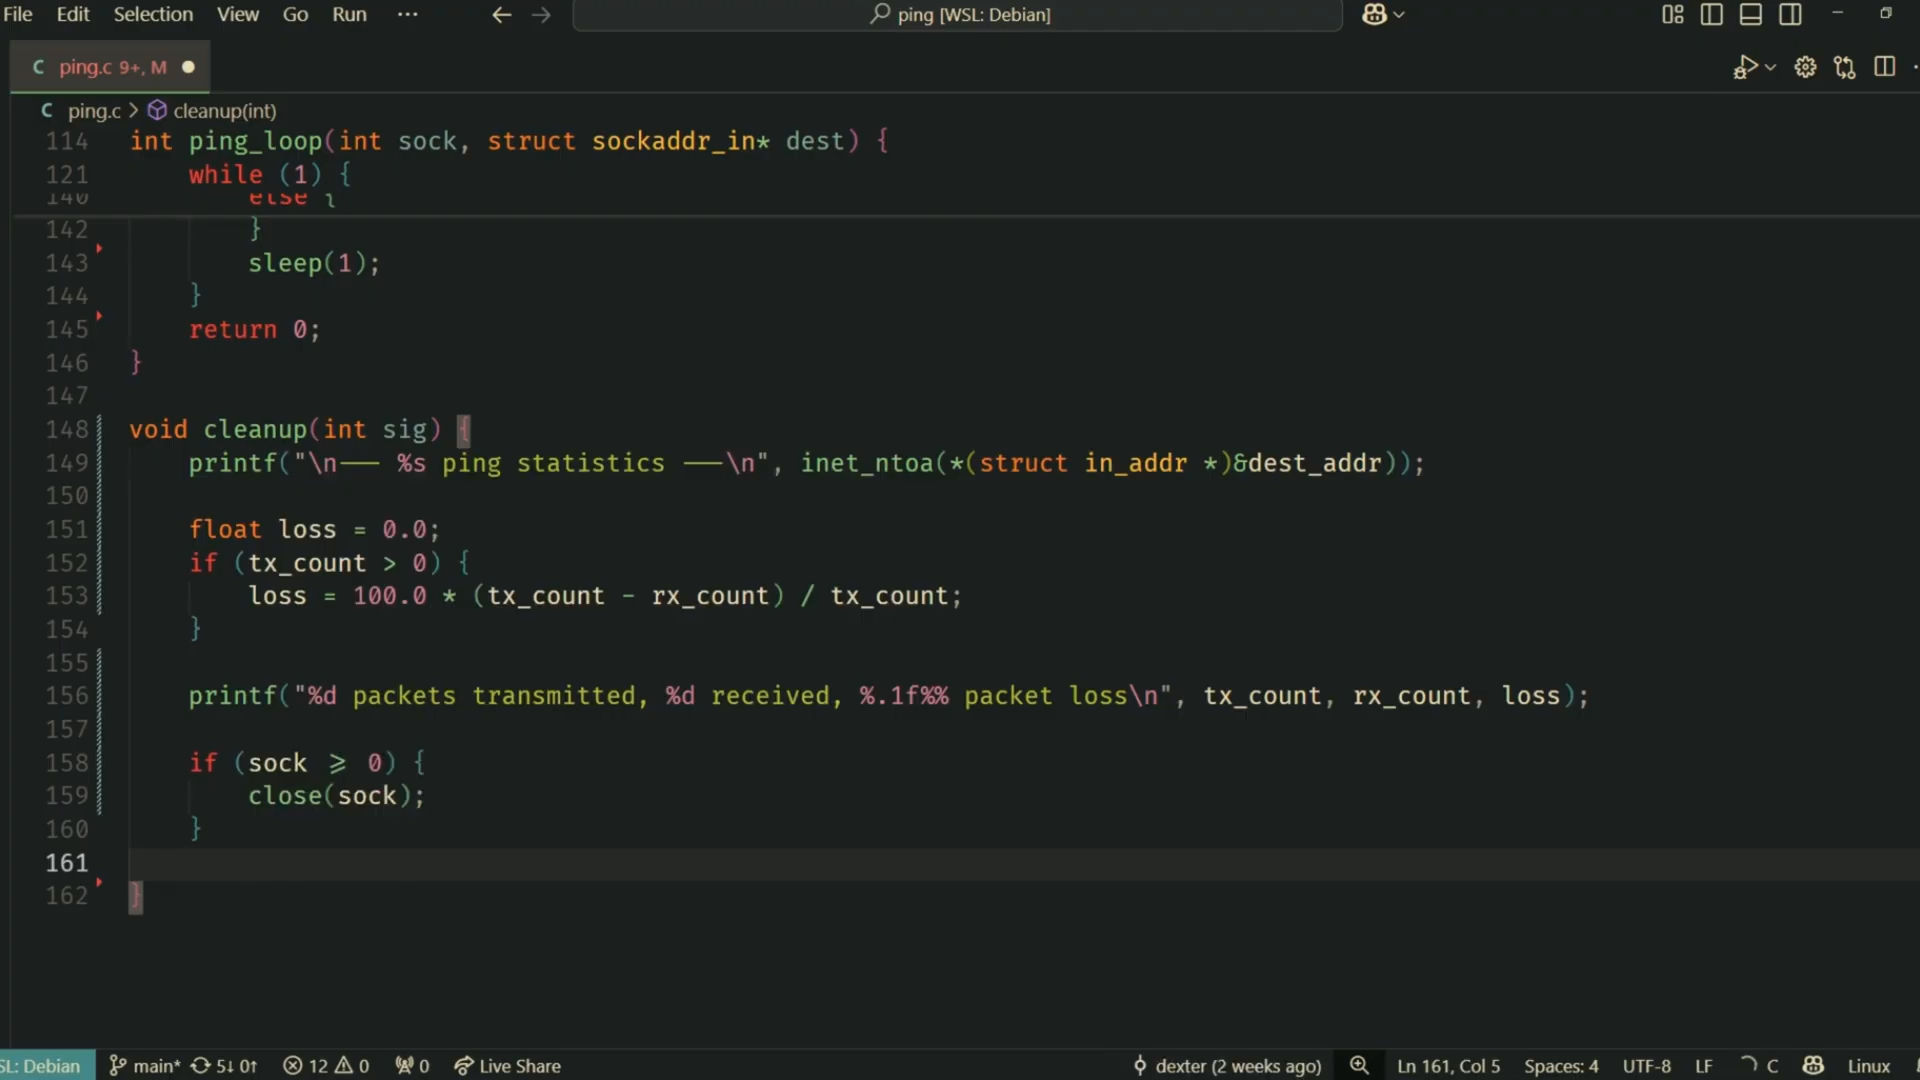 File Edit Selection View Go Run ··· ← → ping [WSL: Debian]
C ping.c 9+, M
C ping.c > cleanup(int)
114 int ping_loop(int sock, struct sockaddr_in* dest) {
121 while (1) {
140 else {
142 }
143 sleep(1);
144 }
145 return 0;
146 }
147
148 void cleanup(int sig) {
149 printf("\n--- %s ping statistics ---\n", inet_ntoa(*(struct in_addr *)&dest_addr));
150
151 float loss = 0.0;
152 if (tx_count > 0) {
153 loss = 100.0 * (tx_count - rx_count) / tx_count;
154 }
155
156 printf("%d packets transmitted, %d received, %.1f%% packet loss\n", tx_count, rx_count, loss);
157
158 if (sock >= 0) {
159 close(sock);
160 }
161
162 }
SL: Debian main* 5↓ 0↑ 12 0 0 Live Share dexter (2 weeks ago) Ln 161, Col 5 Spaces: 4 UTF-8 LF C Linux